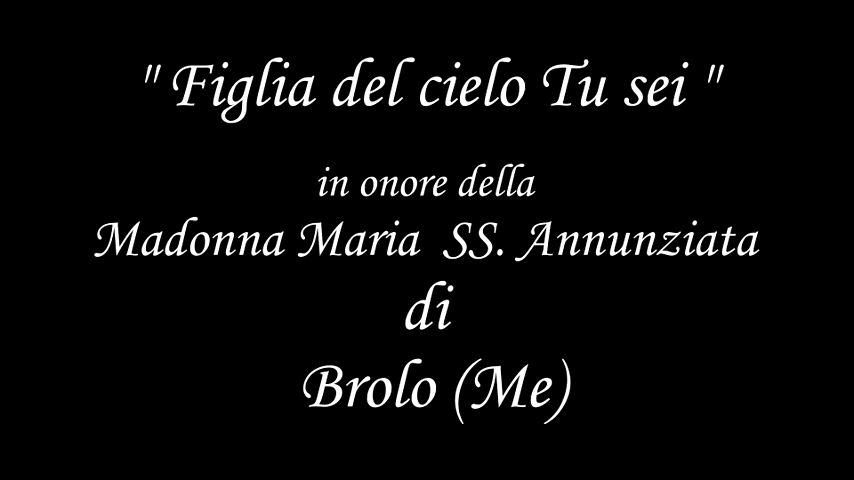 " Figlia del cielo Tu sei "
in onore della
Madonna Maria SS. Annunziata
di
Brolo (Me)